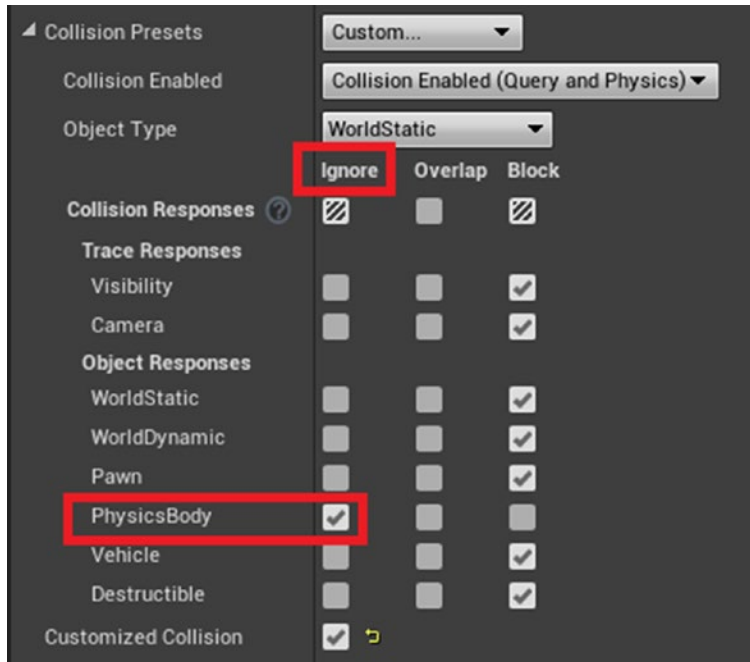 Collision Presets Custom...
Collision Enabled Collision Enabled (Query and Physics)
Object Type WorldStatic
Ignore Overlap Block
Collision Responses ?
Trace Responses
Visibility
Camera
Object Responses
WorldStatic
WorldDynamic
Pawn
PhysicsBody
Vehicle
Destructible
Customized Collision